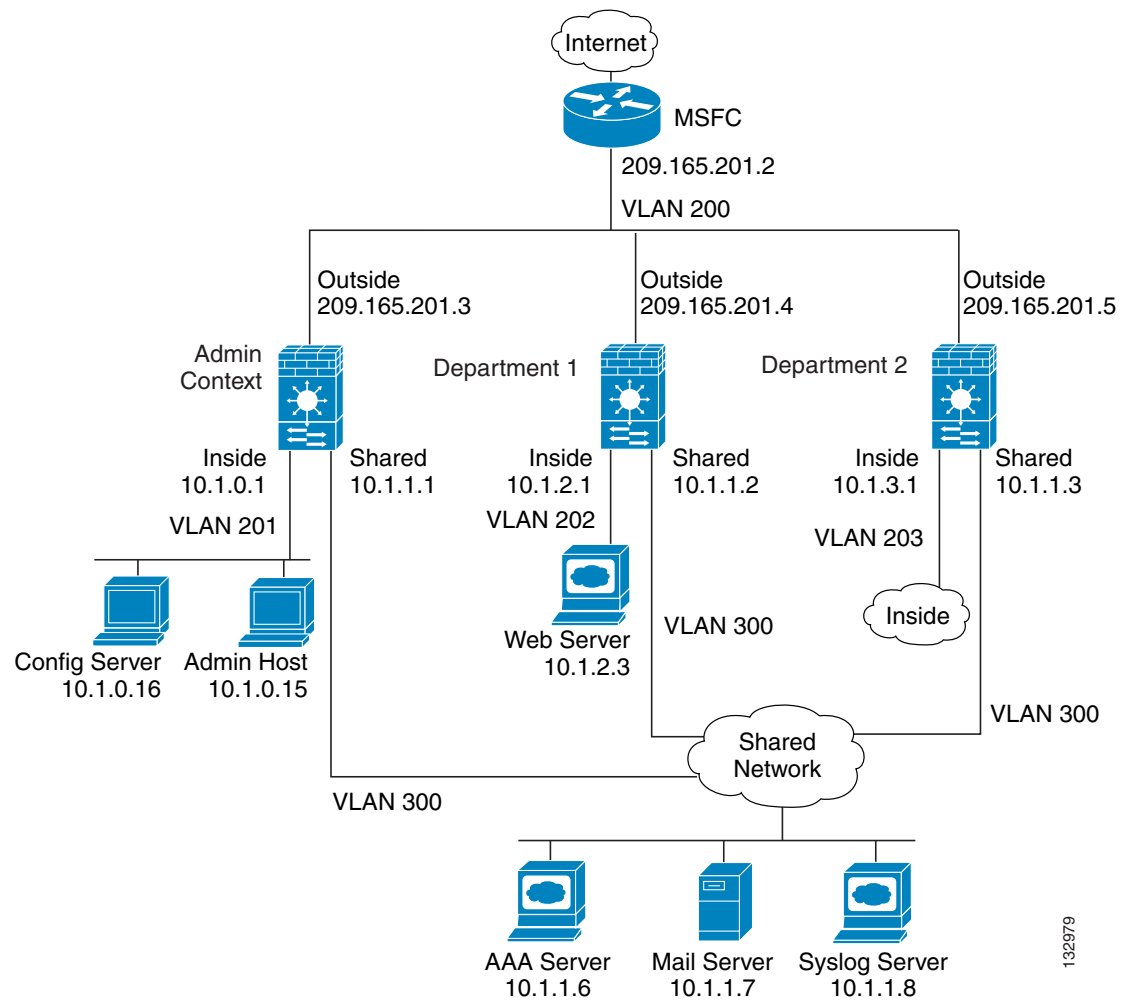 Internet
MSFC
209.165.201.2
VLAN 200
Outside
209.165.201.3
Outside
209.165.201.4
Outside
209.165.201.5
Admin
Context
Department 1
Department 2
Inside
10.1.0.1
Shared
10.1.1.1
Inside
10.1.2.1
Shared
10.1.1.2
Inside
10.1.3.1
Shared
10.1.1.3
VLAN 201
VLAN 202
VLAN 203
Config Server
10.1.0.16
Admin Host
10.1.0.15
Web Server
10.1.2.3
VLAN 300
Inside
VLAN 300
Shared
Network
VLAN 300
AAA Server
10.1.1.6
Mail Server
10.1.1.7
Syslog Server
10.1.1.8
132979